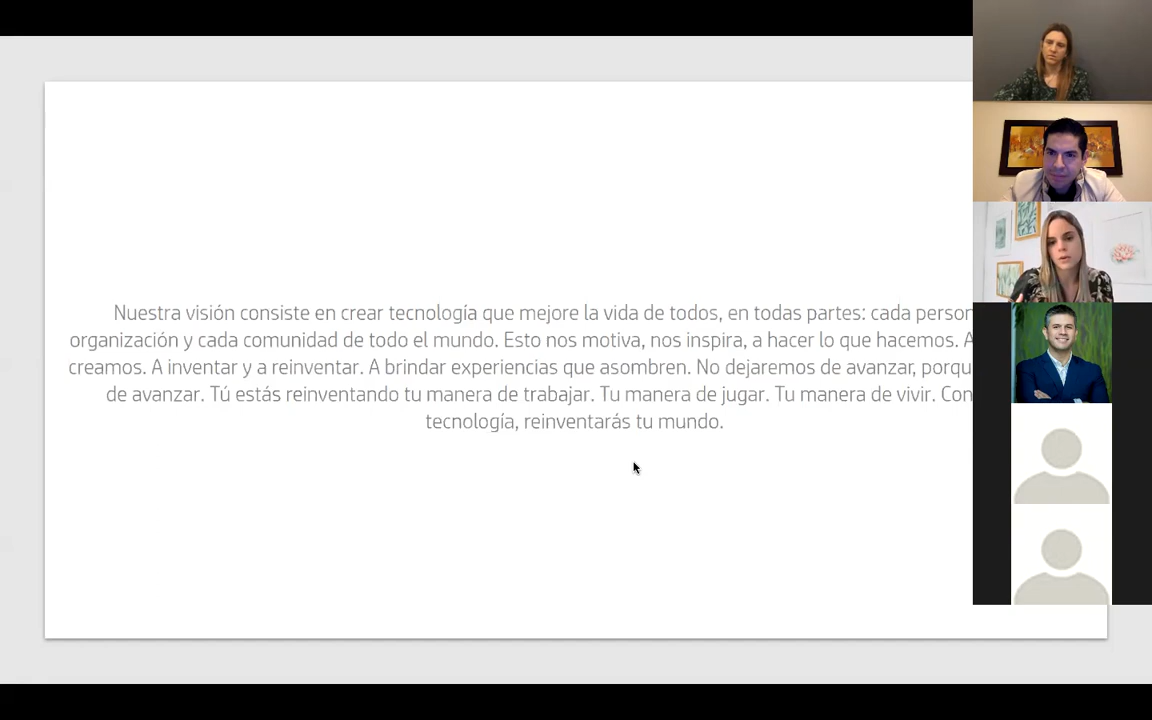 Nuestra visión consiste en crear tecnología que mejore la vida de todos, en todas partes: cada
organización y cada comunidad de todo el mundo. Esto nos motiva, nos inspira, a hacer lo que hacemos. A
creamos. A inventar y a reinventar. A brindar experiencias que asombren. No dejaremos de avanzar,
de avanzar. Tú estás reinventando tu manera de trabajar. Tu manera de jugar. Tu manera de vivir. Con
tecnología, reinventarás tu mundo.